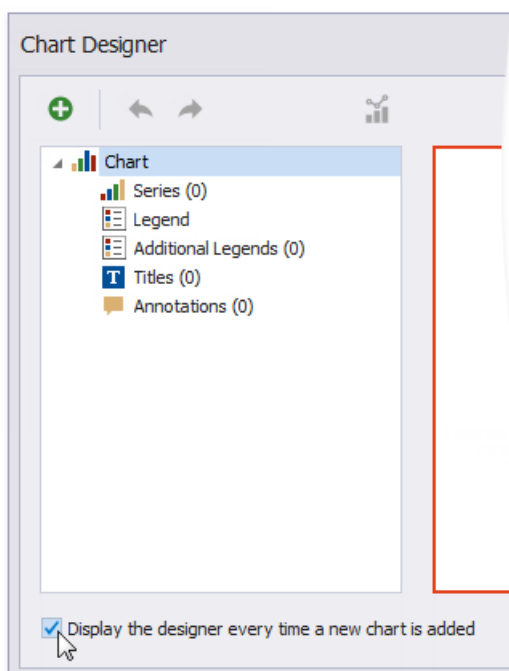 Chart Designer
Chart
Series (0)
Legend
Additional Legends (0)
T Titles (0)
Annotations (0)
Display the designer every time a new chart is added